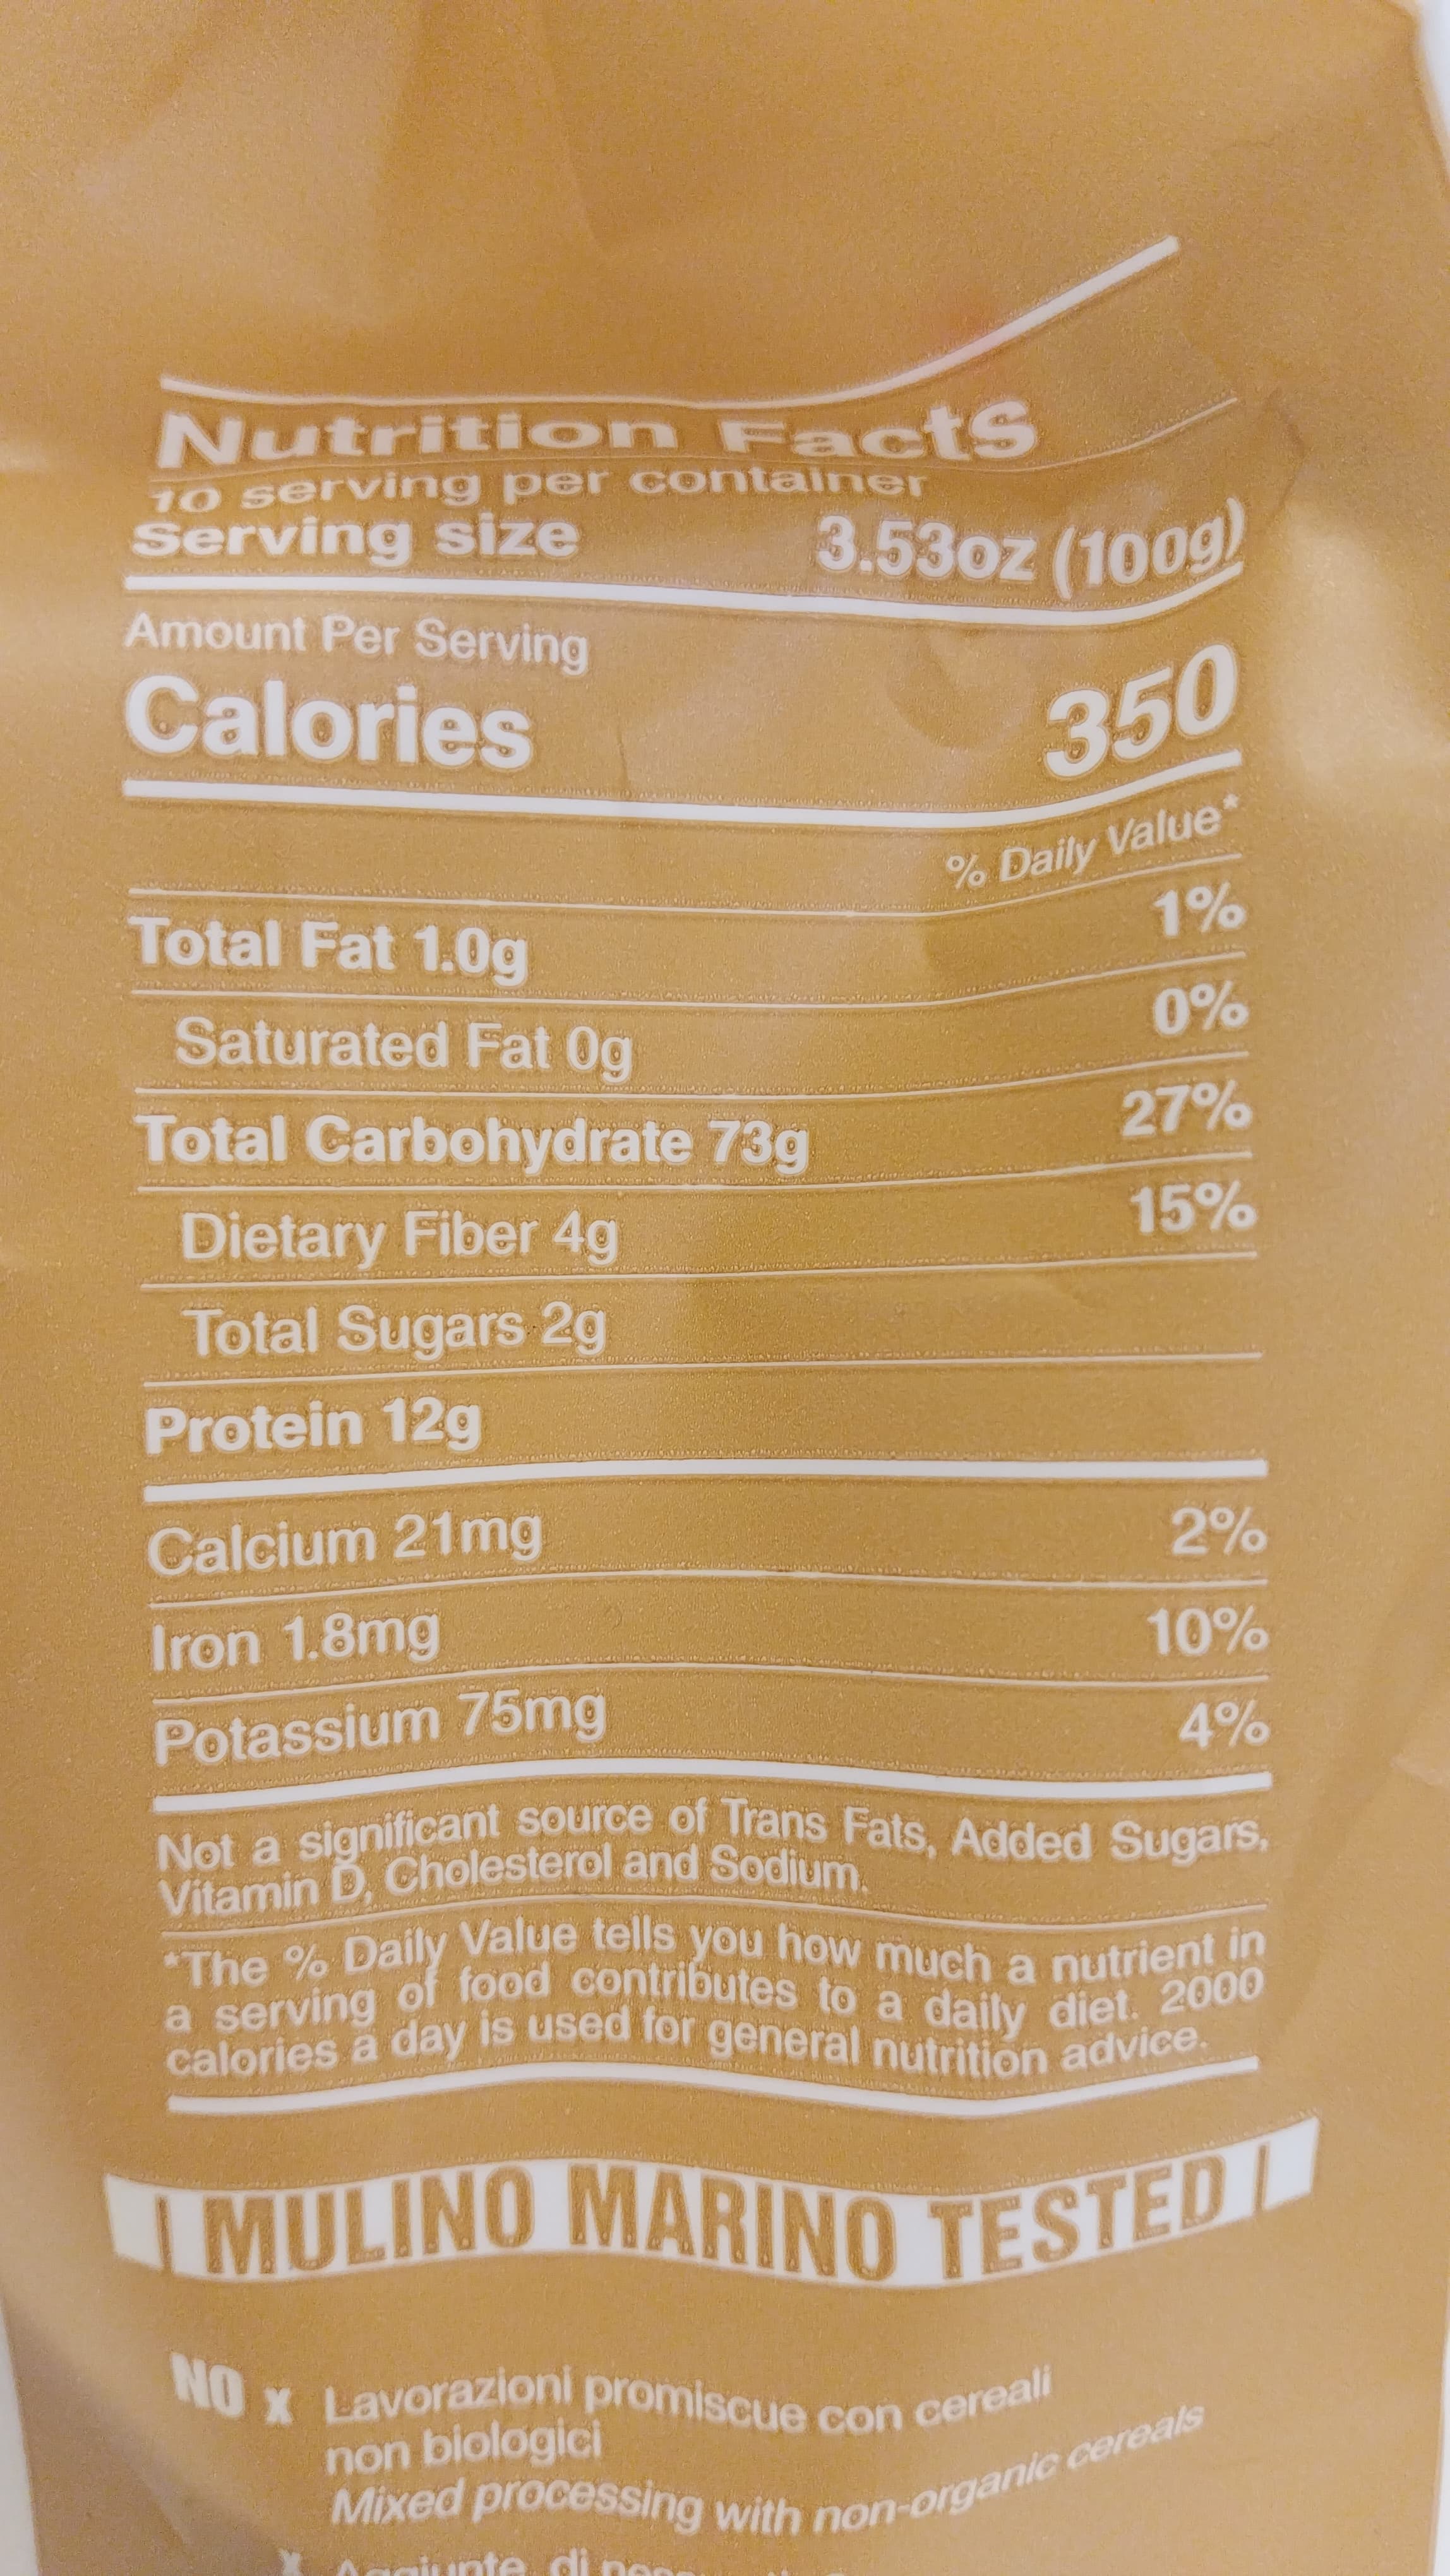 Nutrition Facts
10 serving per container
Serving size 3.53oz (100g)
Amount Per Serving
Calories 350
% Daily Value*
Total Fat 1.0g 1%
Saturated Fat 0g 0%
Total Carbohydrate 73g 27%
Dietary Fiber 4g 15%
Total Sugars 2g
Protein 12g
Calcium 21mg 2%
Iron 1.8mg 10%
Potassium 75mg 4%
Not a significant source of Trans Fats, Added Sugars,
Vitamin D, Cholesterol and Sodium.
*The % Daily Value tells you how much a nutrient in
a serving of food contributes to a daily diet. 2000
calories a day is used for general nutrition advice.
| MULINO MARINO TESTED |
NO x Lavorazioni promiscue con cereali
non biologici
Mixed processing with non-organic cereals
x Aggiunte di